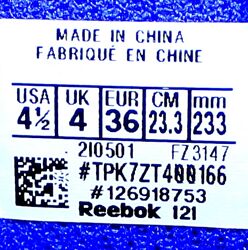 MADE IN CHINA
FABRIQUÉ EN CHINE
USA UK EUR CM mm
4½ 4 36 23.3 233
2I0501 FZ3147
#TPK7ZT400166
#126918753
Reebok 121